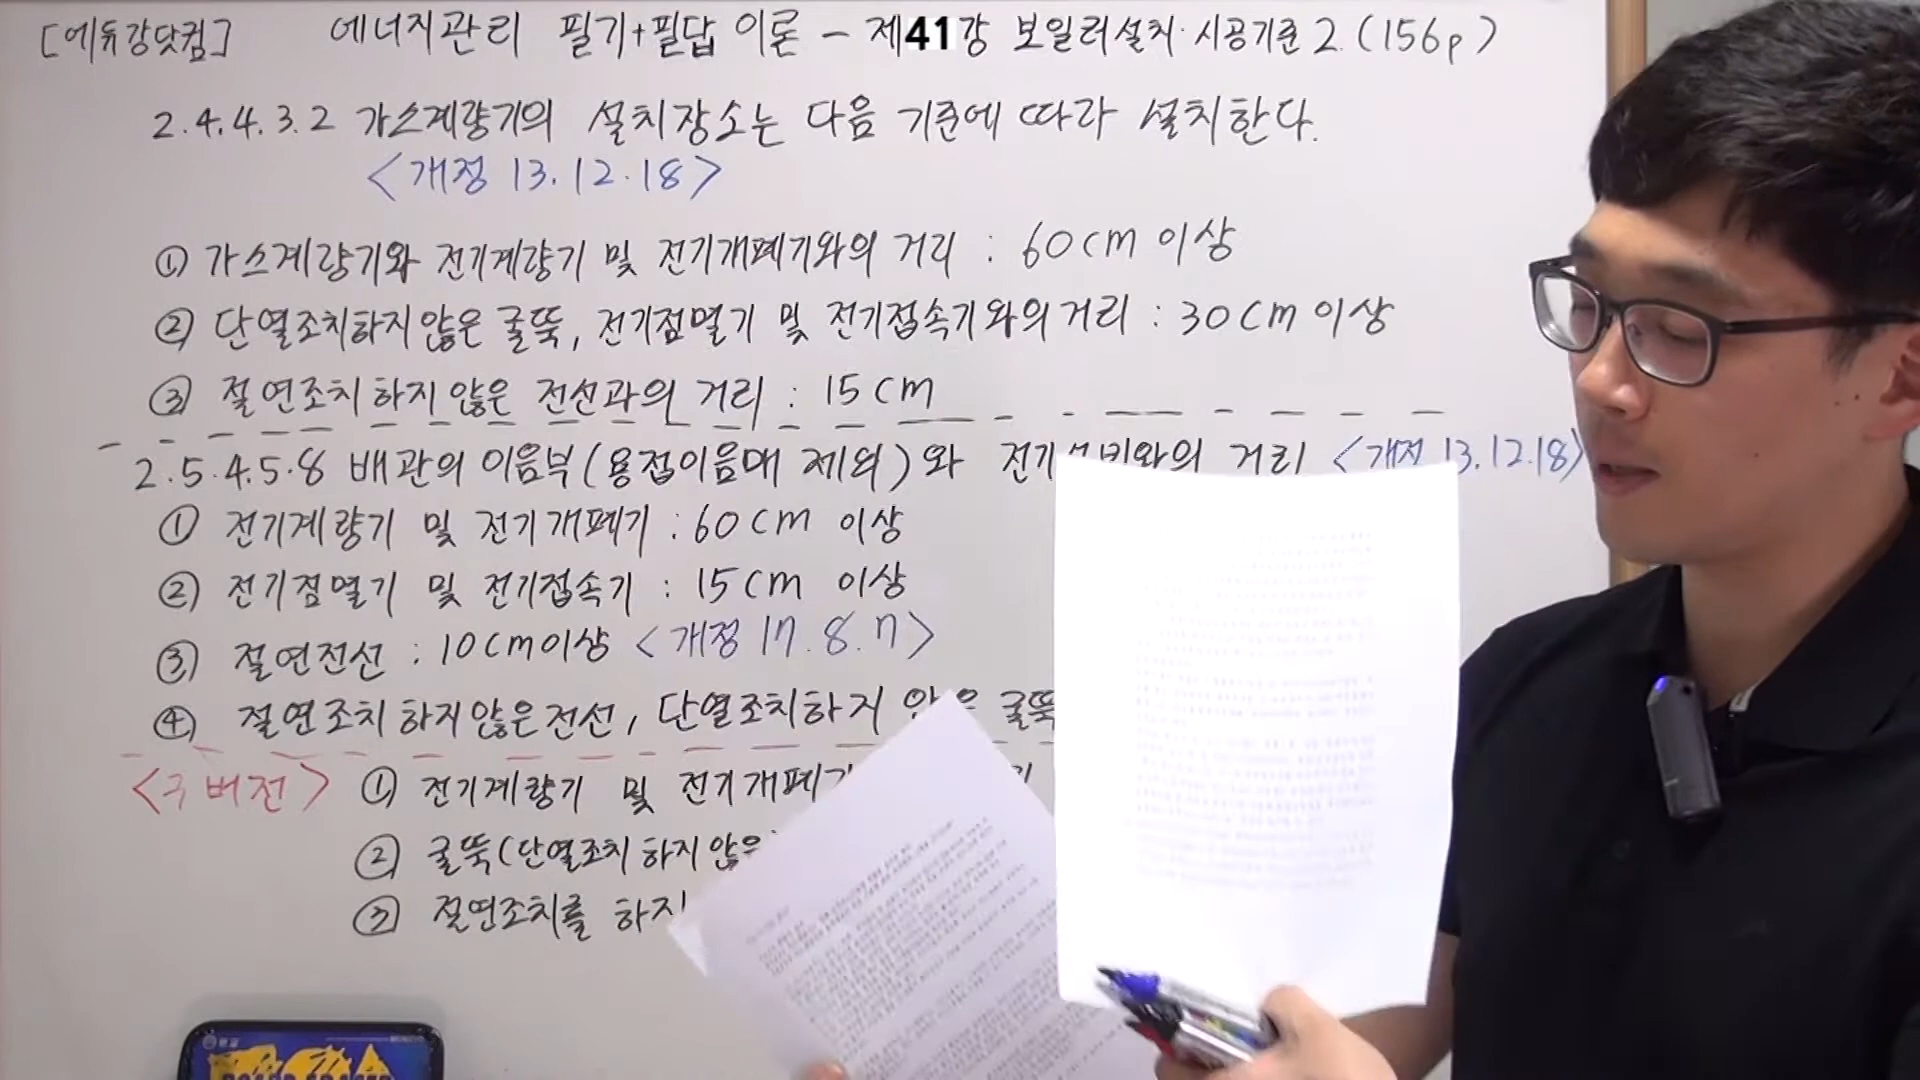 [에듀강닷컴] 에너지관리 필기+필답 이론 - 제41강 보일러설치·시공기준 2 (156p)
2.4.4.3.2 가스계량기의 설치장소는 다음 기준에 따라 설치한다.
<개정 13.12.18>
① 가스계량기와 전기계량기 및 전기개폐기와의 거리 : 60cm 이상
② 단열조치하지않은 굴뚝, 전기점멸기 및 전기접속기와의거리 : 30cm 이상
③ 절연조치하지않은 전선과의 거리 : 15cm
2.5.4.5.8 배관의 이음부(용접이음매 제외)와 전기설비와의 거리 <개정 13.12.18>
① 전기계량기 및 전기개폐기 : 60cm 이상
② 전기점멸기 및 전기접속기 : 15cm 이상
③ 절연전선 : 10cm이상 <개정 17.8.7>
④ 절연조치하지않은전선, 단열조치하지 않은 굴뚝
<구버전> ① 전기계량기 및 전기개폐기
② 굴뚝(단열조치하지않은
③ 절연조치를 하지